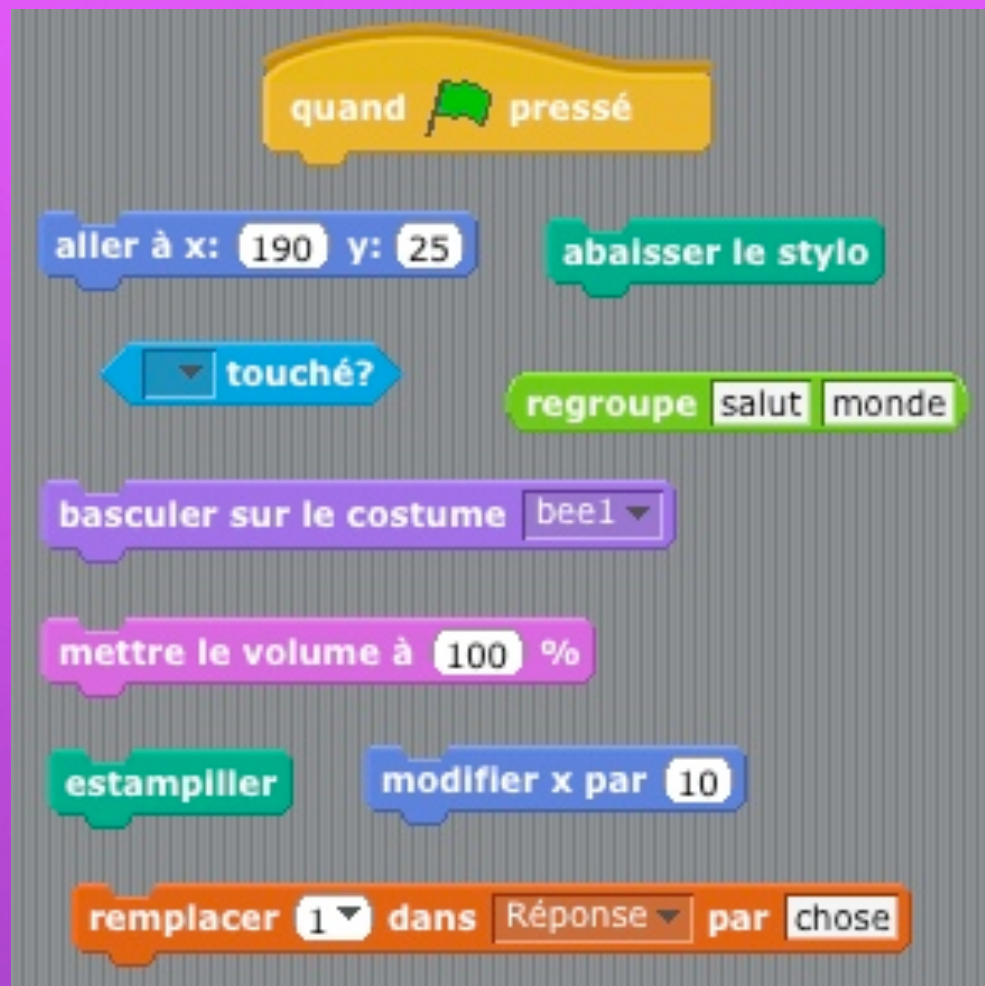 quand pressé
aller à x: 190 y: 25
abaisser le stylo
touché?
regroupe salut monde
basculer sur le costume bee1
mettre le volume à 100 %
estampiller
modifier x par 10
remplacer 1 dans Réponse par chose